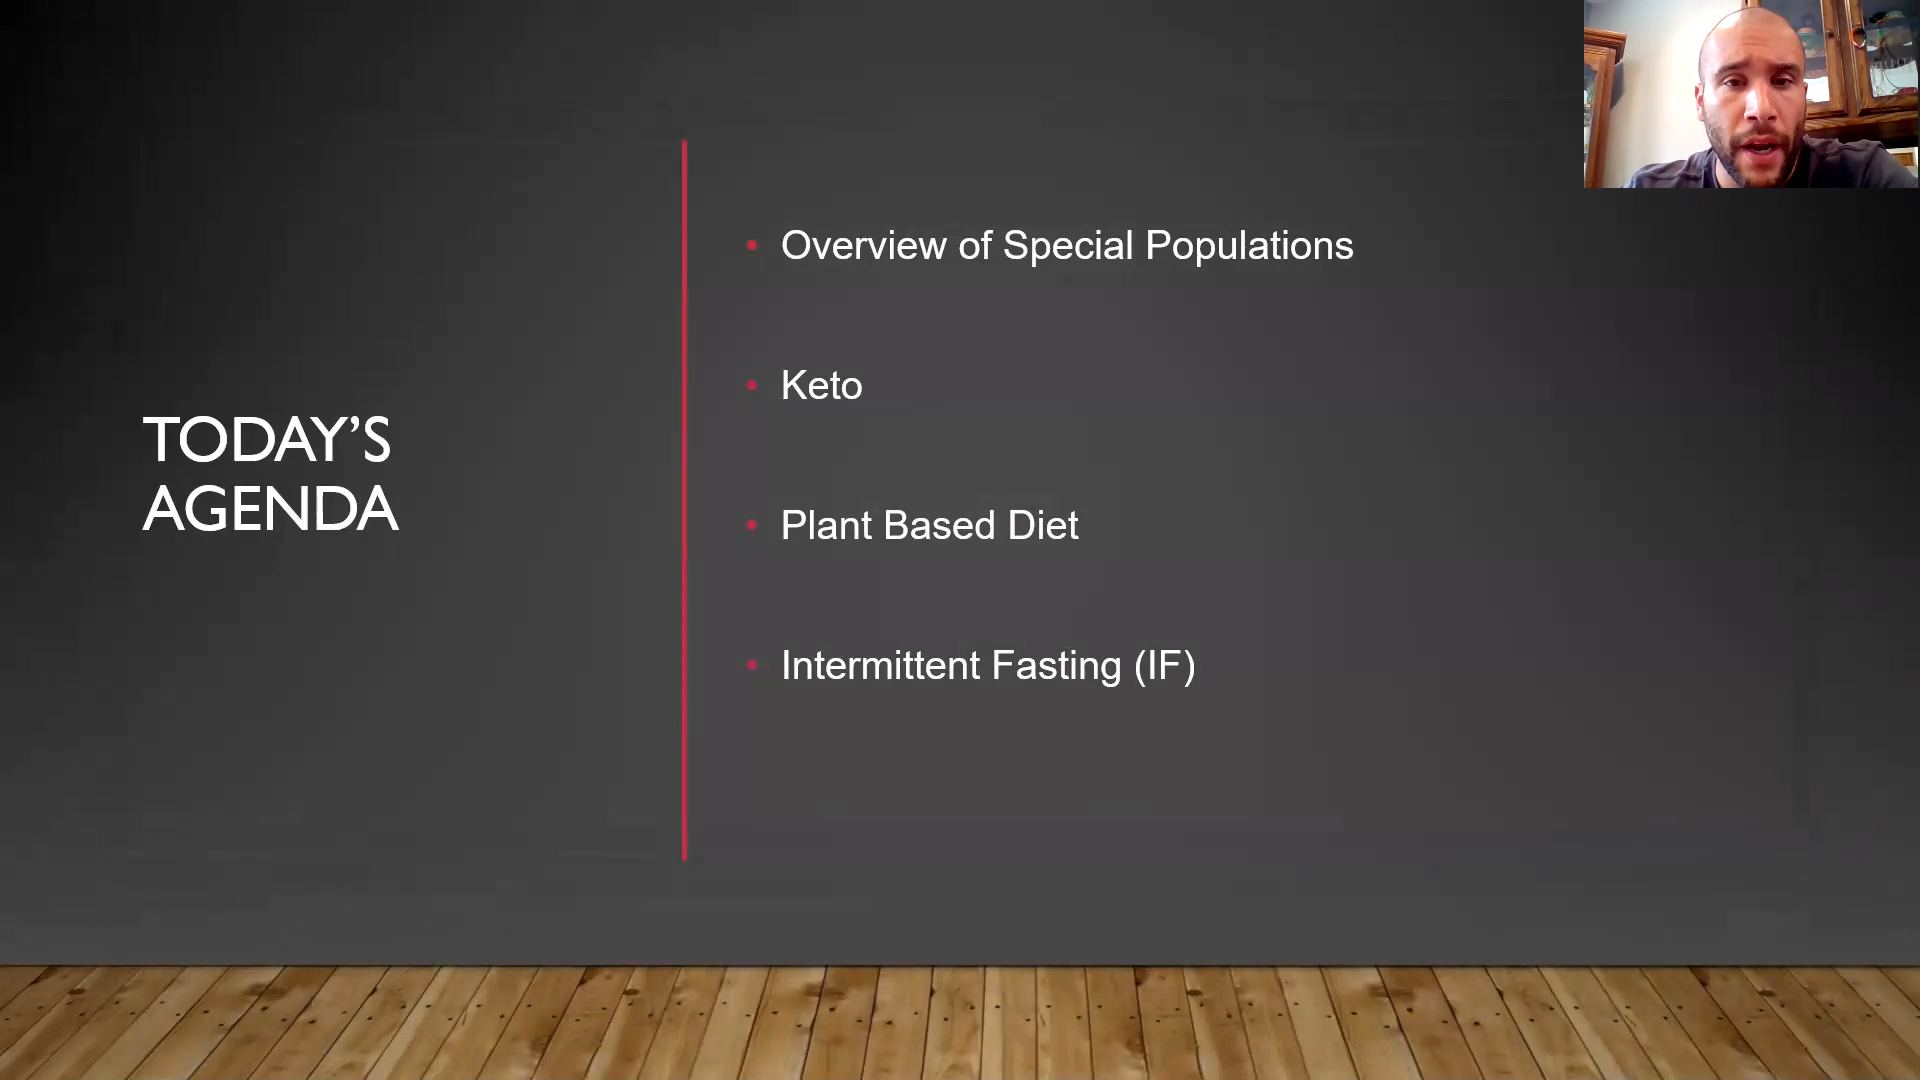 TODAY’S
AGENDA
• Overview of Special Populations
• Keto
• Plant Based Diet
• Intermittent Fasting (IF)